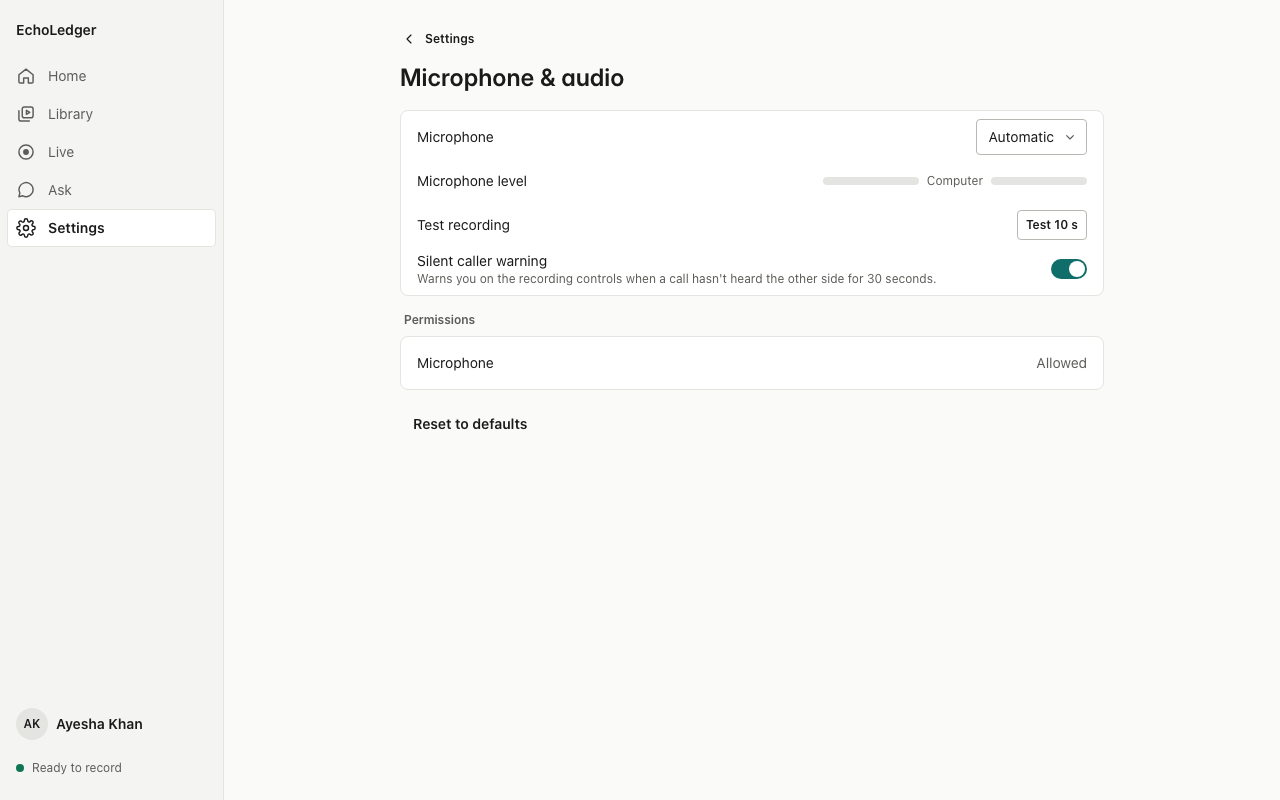 EchoLedger
Home
Library
Live
Ask
Settings
AK
Ayesha Khan
Ready to record
Settings
Microphone & audio
Microphone
Automatic
Microphone level
Computer
Test recording
Test 10 s
Silent caller warning
Warns you on the recording controls when a call hasn't heard the other side for 30 seconds.
Permissions
Microphone
Allowed
Reset to defaults